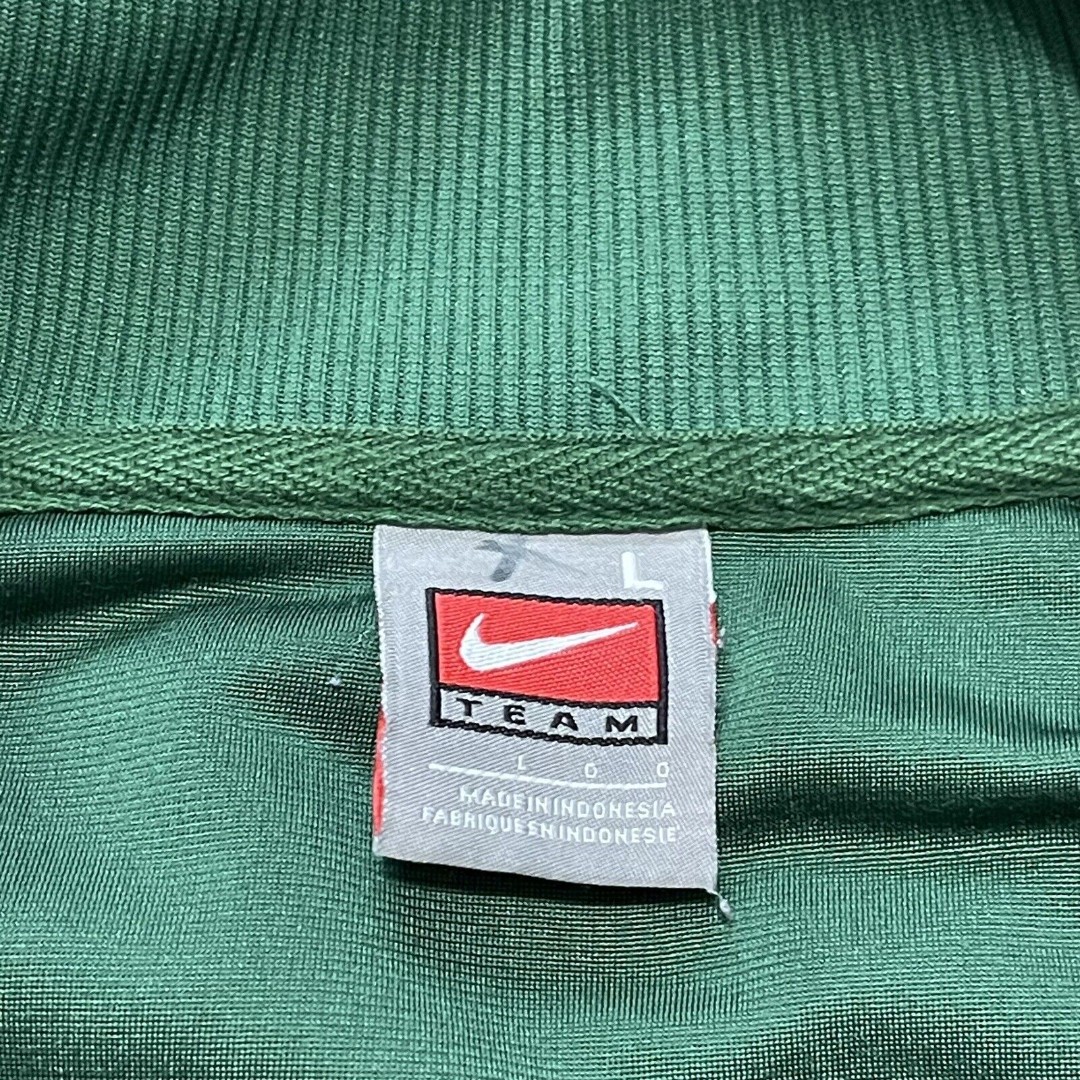 L
TEAM
L G O
MADE IN INDONESIA
FABRIQUE EN INDONESIE